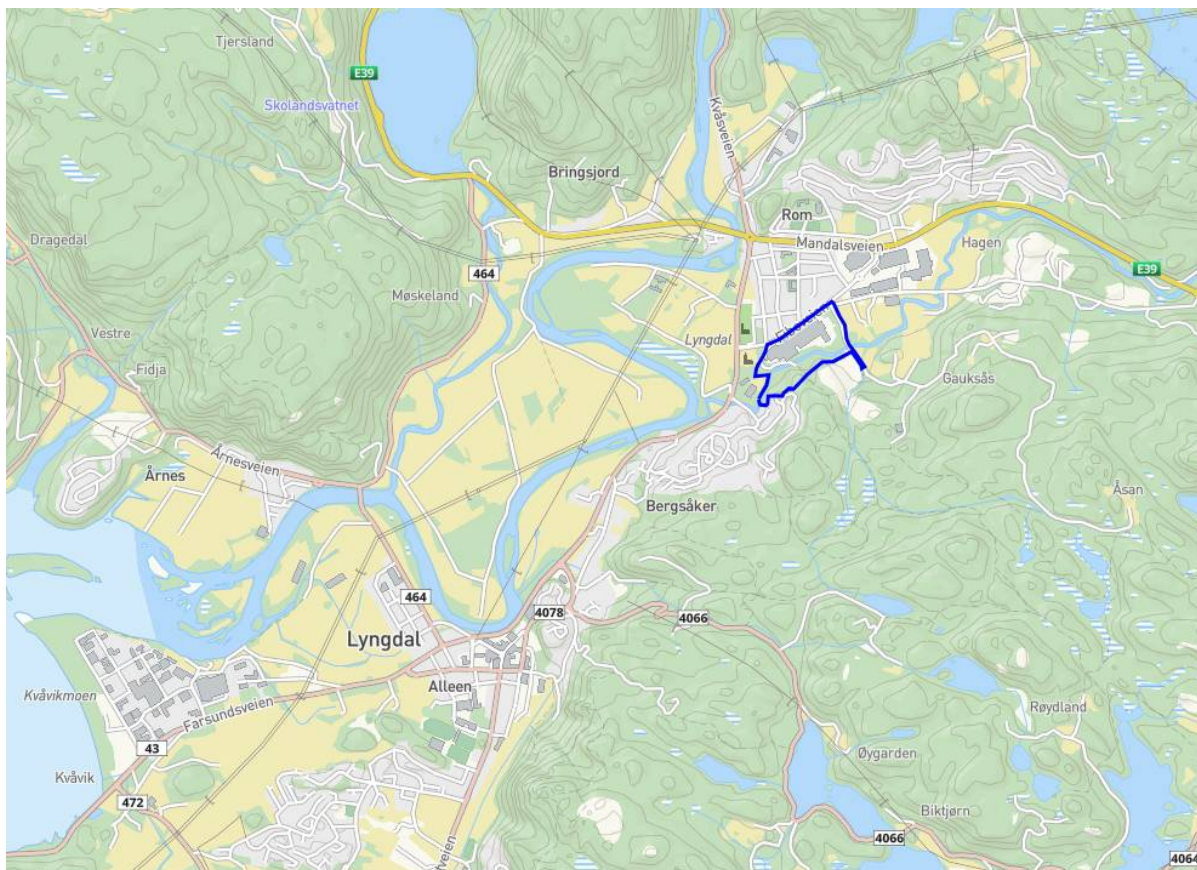 Tjersland
E39
Skolandsvatnet
Kvåsveien
Bringsjord
Rom
Dragedal
Mandalsveien
Hagen
464
E39
Møskeland
Vestre
Lyngdal
Fidja
Gauksås
Årnesveien
Årnes
Åsan
Bergsåker
464
4078
4066
Lyngdal
Alleen
Kvåvikmoen
Farsundsveien
Røydland
43
Øygarden
Kvåvik
472
Biktjørn
4066
4064